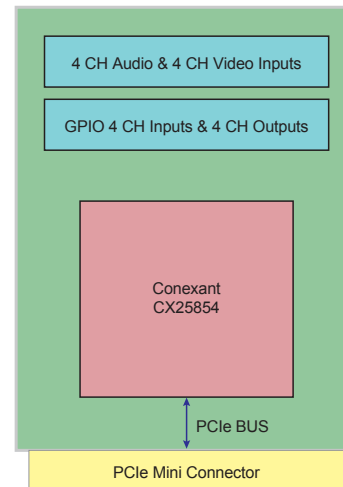 4 CH Audio & 4 CH Video Inputs
GPIO 4 CH Inputs & 4 CH Outputs
Conexant
CX25854
PCIe BUS
PCIe Mini Connector